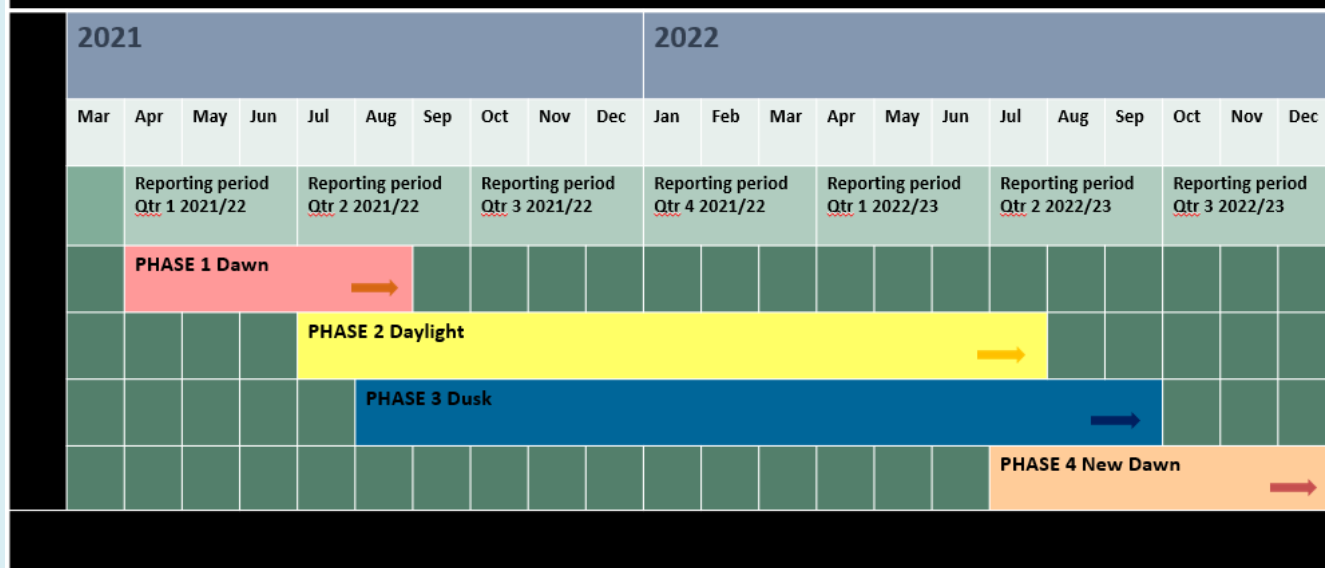 2021 2022
Mar Apr May Jun Jul Aug Sep Oct Nov Dec Jan Feb Mar Apr May Jun Jul Aug Sep Oct Nov Dec
Reporting period Reporting period Reporting period Reporting period Reporting period Reporting period Reporting period
Qtr 1 2021/22 Qtr 2 2021/22 Qtr 3 2021/22 Qtr 4 2021/22 Qtr 1 2022/23 Qtr 2 2022/23 Qtr 3 2022/23
PHASE 1 Dawn
PHASE 2 Daylight
PHASE 3 Dusk
PHASE 4 New Dawn